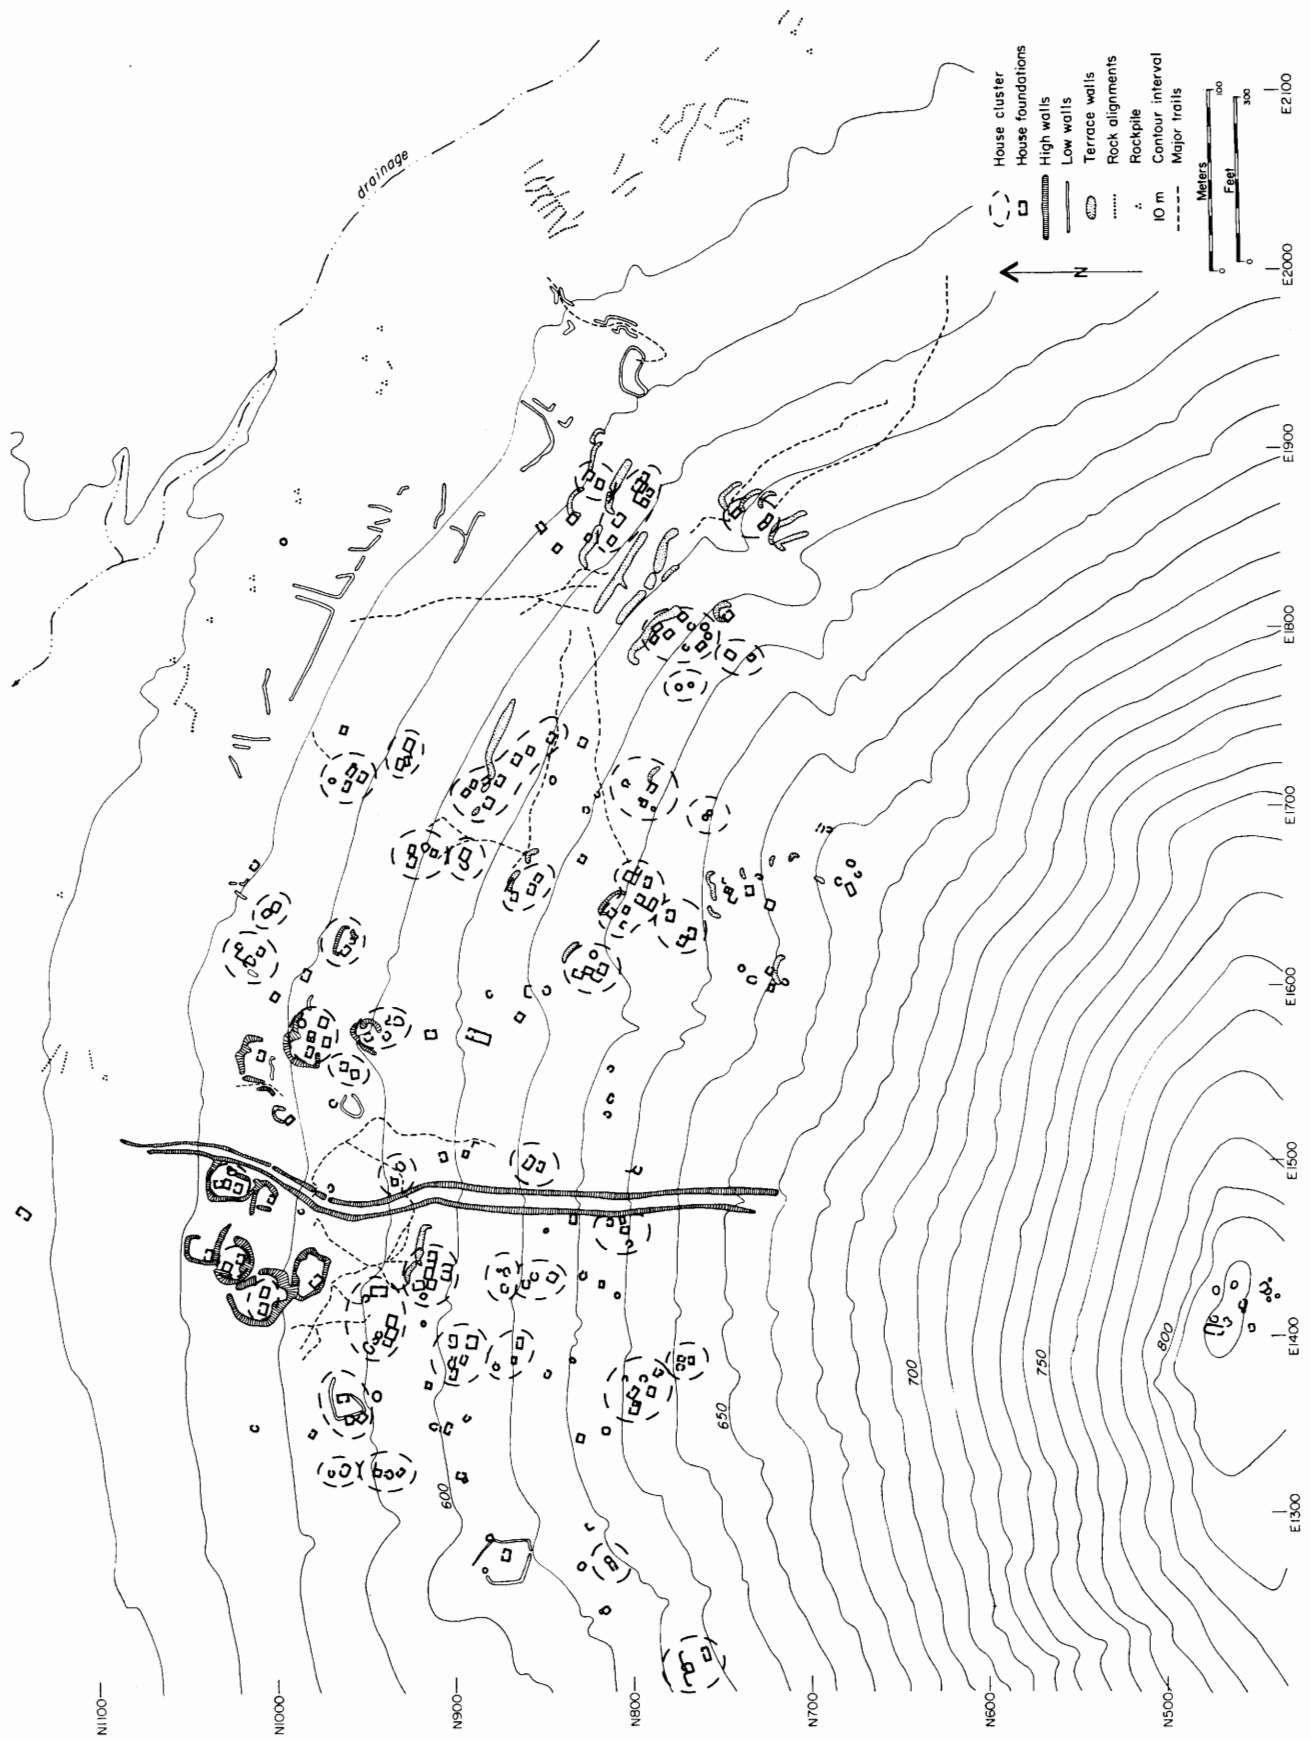 drainage
House cluster
House foundations
High walls
Low walls
Terrace walls
Rock alignments
Rockpile
10 m Contour interval
Major trails
N
Meters
0 100
Feet
0 300
E2100
E2000
E1900
E1800
E1700
E1600
E1500
E1400
E1300
N1100
N1000
N900
N800
N700
N600
N500
600
650
700
750
800